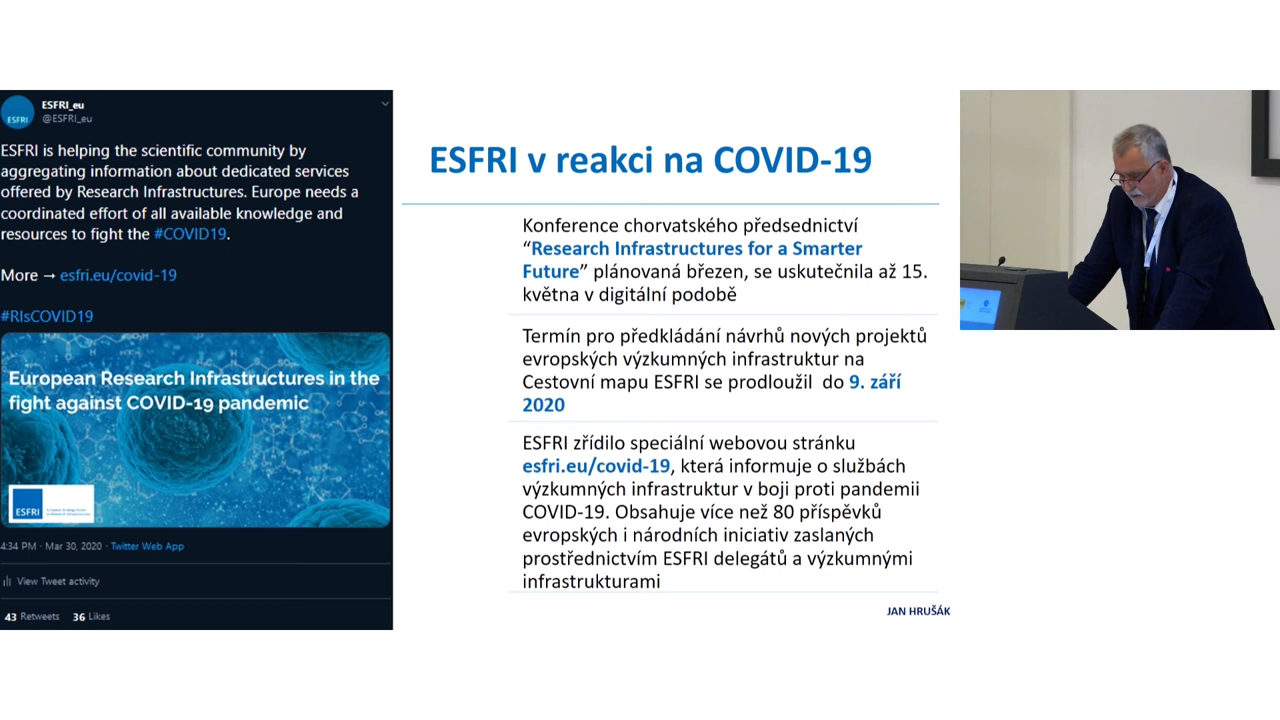 ESFRI_eu
@ESFRI_eu
ESFRI is helping the scientific community by
aggregating information about dedicated services
offered by Research Infrastructures. Europe needs a
coordinated effort of all available knowledge and
resources to fight the #COVID19.
More → esfri.eu/covid-19
#RIsCOVID19
European Research Infrastructures in the
fight against COVID-19 pandemic
ESFRI
4:34 PM · Mar 30, 2020 · Twitter Web App
View Tweet activity
43 Retweets 36 Likes
ESFRI v reakci na COVID-19
Konference chorvatského předsednictví
“Research Infrastructures for a Smarter
Future” plánovaná březen, se uskutečnila až 15.
května v digitální podobě
Termín pro předkládání návrhů nových projektů
evropských výzkumných infrastruktur na
Cestovní mapu ESFRI se prodloužil do 9. září
2020
ESFRI zřídilo speciální webovou stránku
esfri.eu/covid-19, která informuje o službách
výzkumných infrastruktur v boji proti pandemii
COVID-19. Obsahuje více než 80 příspěvků
evropských i národních iniciativ zaslaných
prostřednictvím ESFRI delegátů a výzkumnými
infrastrukturami
JAN HRUŠÁK